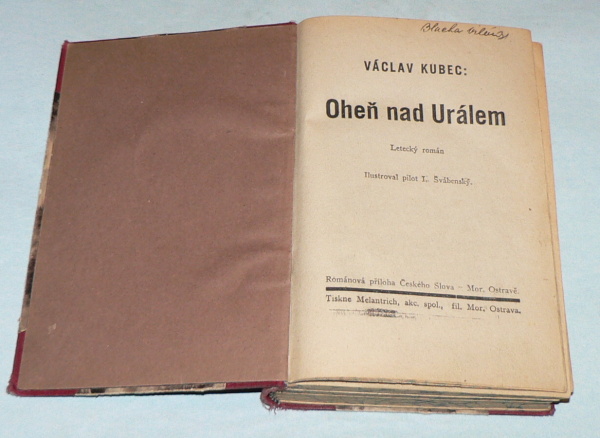 VÁCLAV KUBEC:
Oheň nad Urálem
Letecký román
Ilustroval pilot L. Švábenský.
Románová příloha Českého Slova — Mor. Ostravě.
Tiskne Melantrich, akc. spol., fil. Mor. Ostrava.